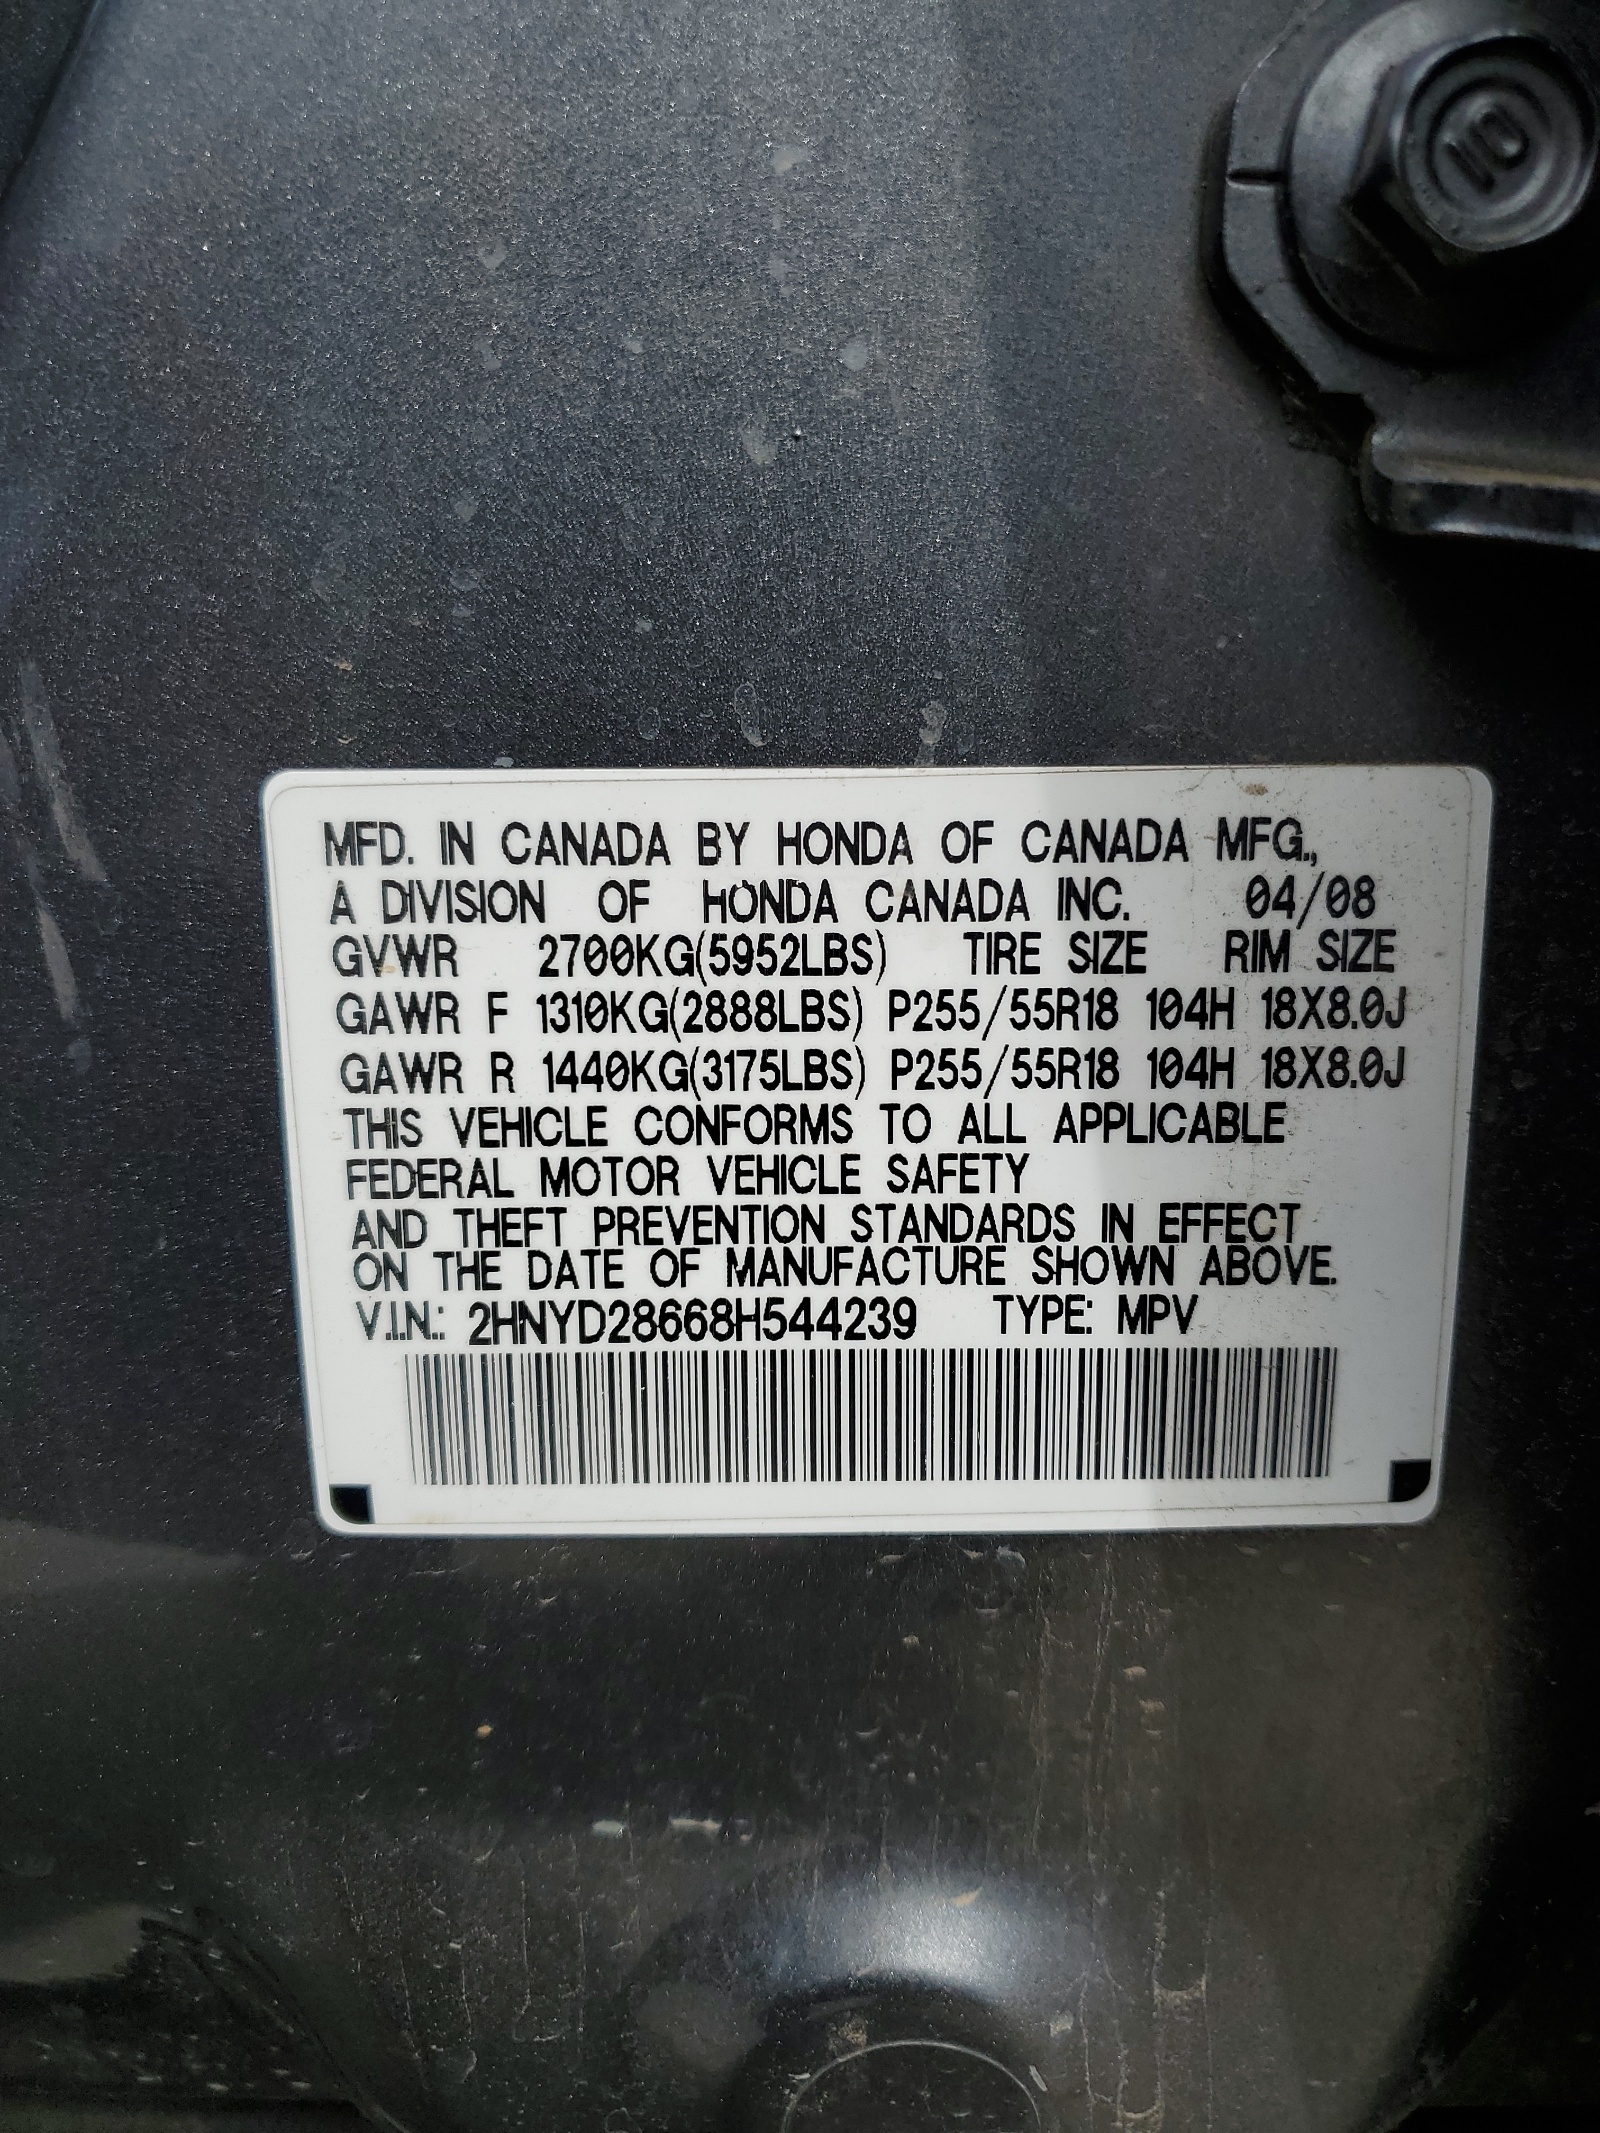 10
MFD. IN CANADA BY HONDA OF CANADA MFG.,
A DIVISION OF HONDA CANADA INC. 04/08
GVWR 2700KG(5952LBS) TIRE SIZE RIM SIZE
GAWR F 1310KG(2888LBS) P255/55R18 104H 18X8.0J
GAWR R 1440KG(3175LBS) P255/55R18 104H 18X8.0J
THIS VEHICLE CONFORMS TO ALL APPLICABLE
FEDERAL MOTOR VEHICLE SAFETY
AND THEFT PREVENTION STANDARDS IN EFFECT
ON THE DATE OF MANUFACTURE SHOWN ABOVE.
V.I.N.: 2HNYD28668H544239 TYPE: MPV